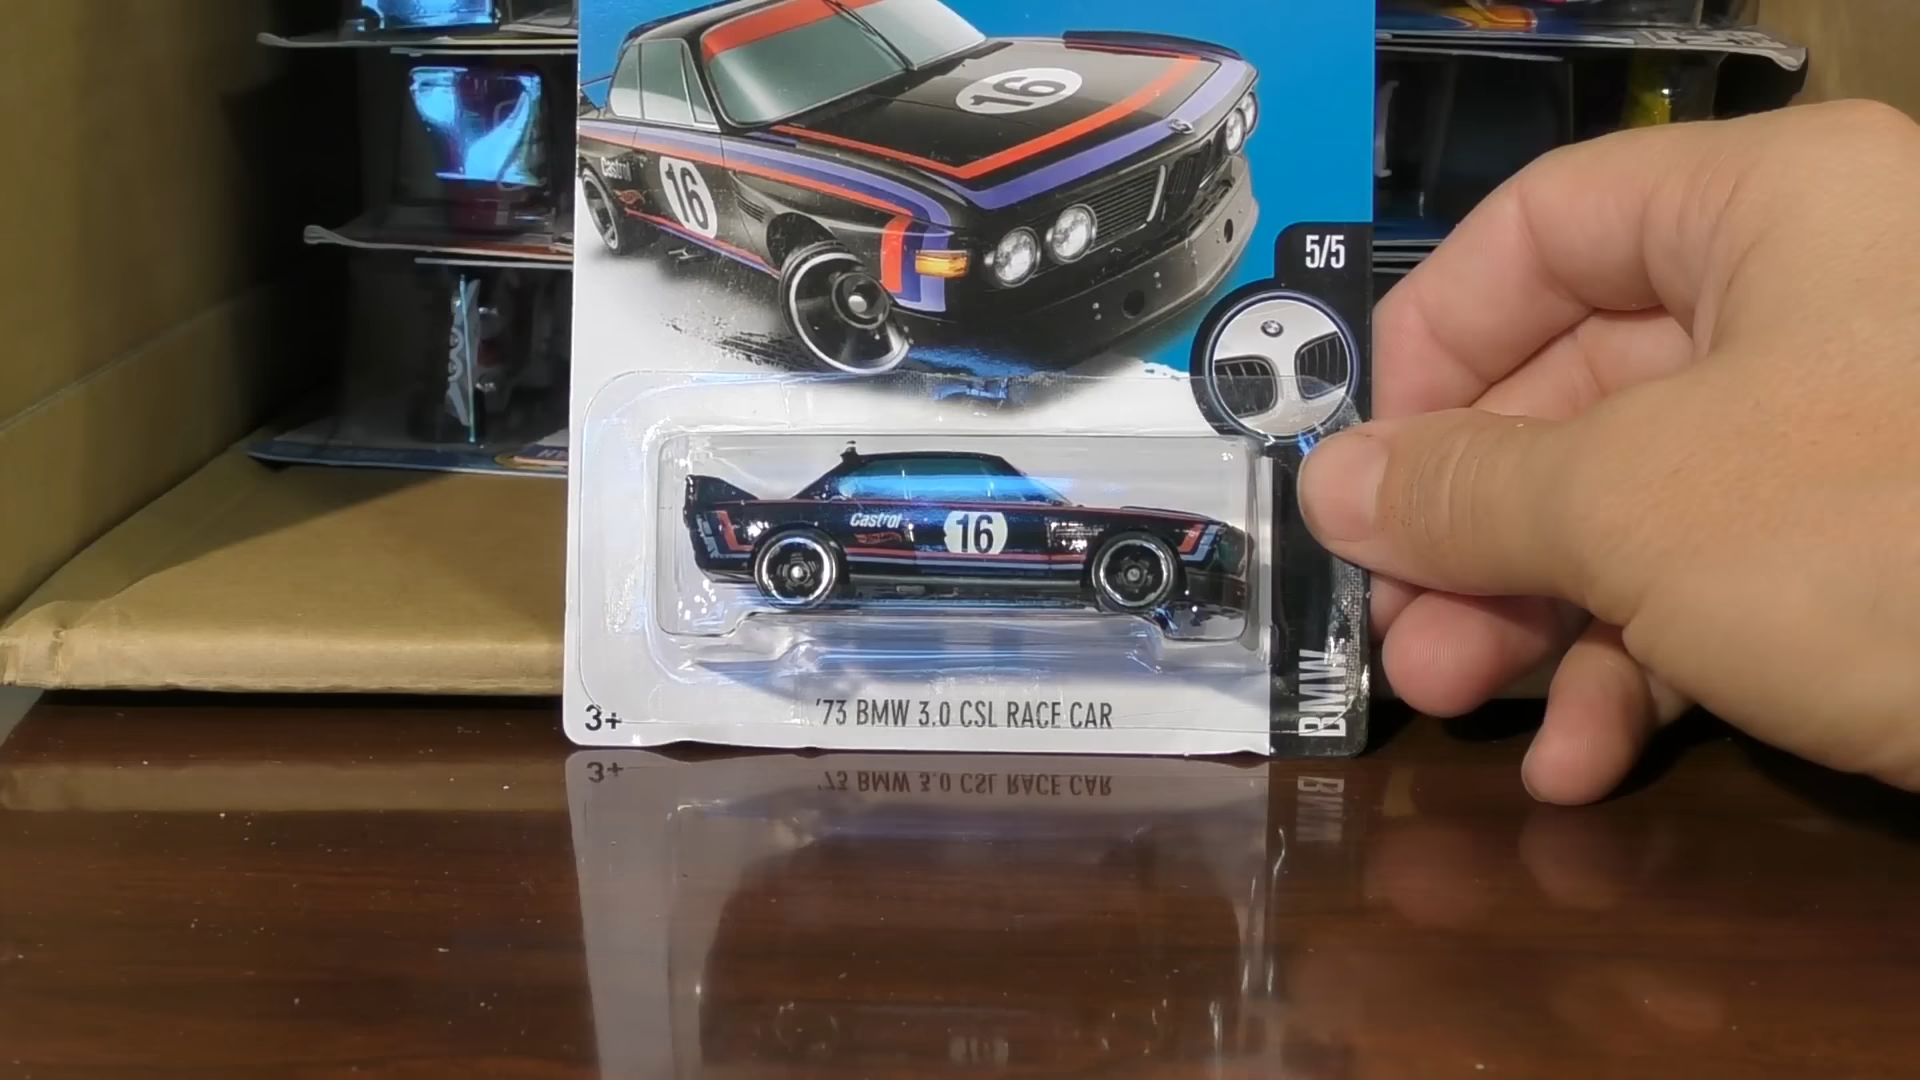 16
Castrol
16
5/5
Castrol
16
'73 BMW 3.0 CSL RACE CAR
3+
BMW